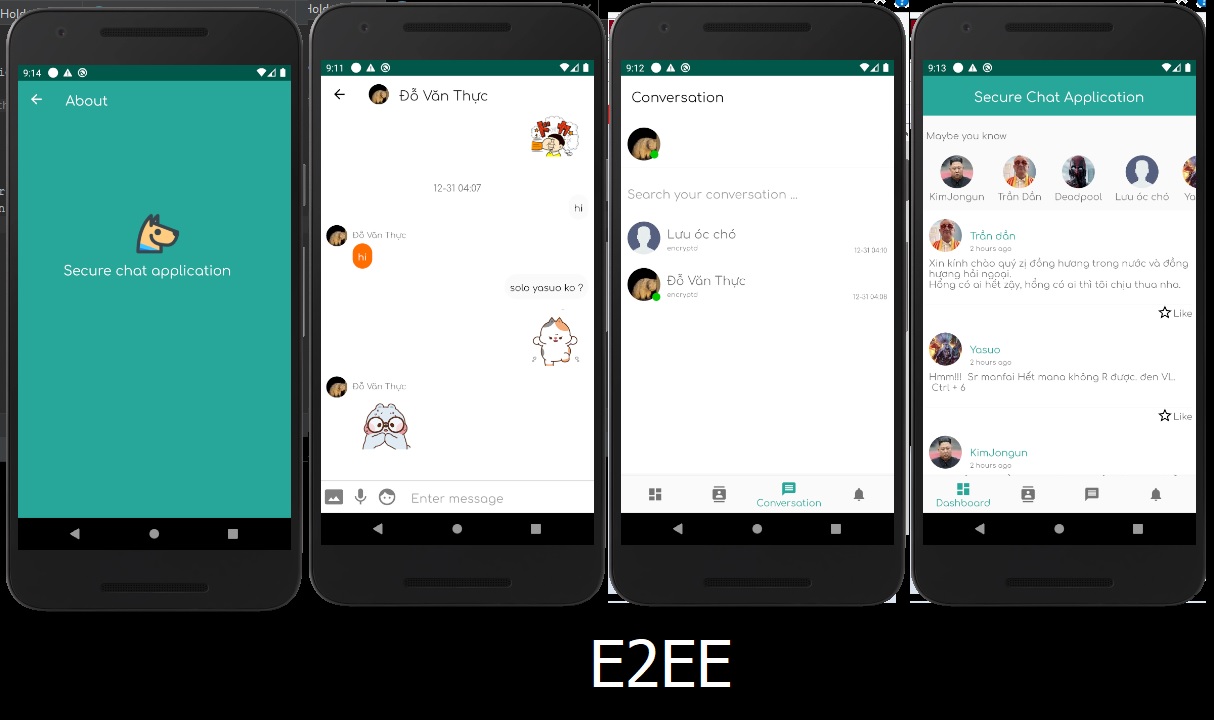 Hold
Hold
9:14
About
Secure chat application
9:11
Đỗ Văn Thực
12-31 04:07
hi
Đỗ Văn Thực
hi
solo yasuo ko ?
Đỗ Văn Thực
Enter message
9:12
Conversation
Search your conversation ...
Lưu óc chó
encryptd
12-31 04:10
Đỗ Văn Thực
encryptd
12-31 04:08
Conversation
9:13
Secure Chat Application
Maybe you know
KimJongun Trần Dần Deadpool Lưu óc chó Ya
Trần dần
2 hours ago
Xin kính chào quý zị đồng hương trong nước và đồng
hương hải ngoại.
Hổng có ai hết zậy, hổng có ai thì tôi chịu thua nha.
Like
Yasuo
2 hours ago
Hmm!!! Sr manfai Hết mana không R được. đen VL.
Ctrl + 6
Like
KimJongun
2 hours ago
Dashboard
E2EE